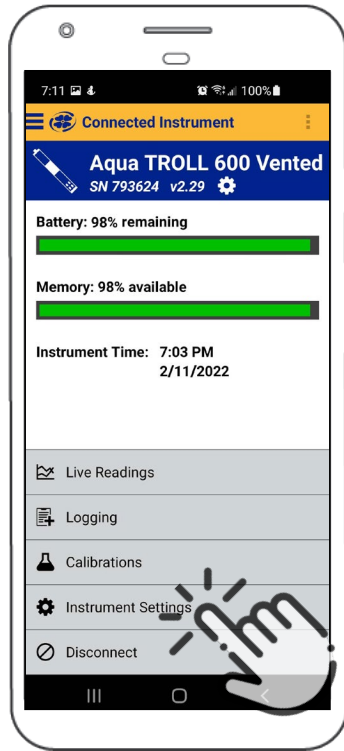 7:11 100%
Connected Instrument
Aqua TROLL 600 Vented
SN 793624 v2.29
Battery: 98% remaining
Memory: 98% available
Instrument Time: 7:03 PM
2/11/2022
Live Readings
Logging
Calibrations
Instrument Settings
Disconnect